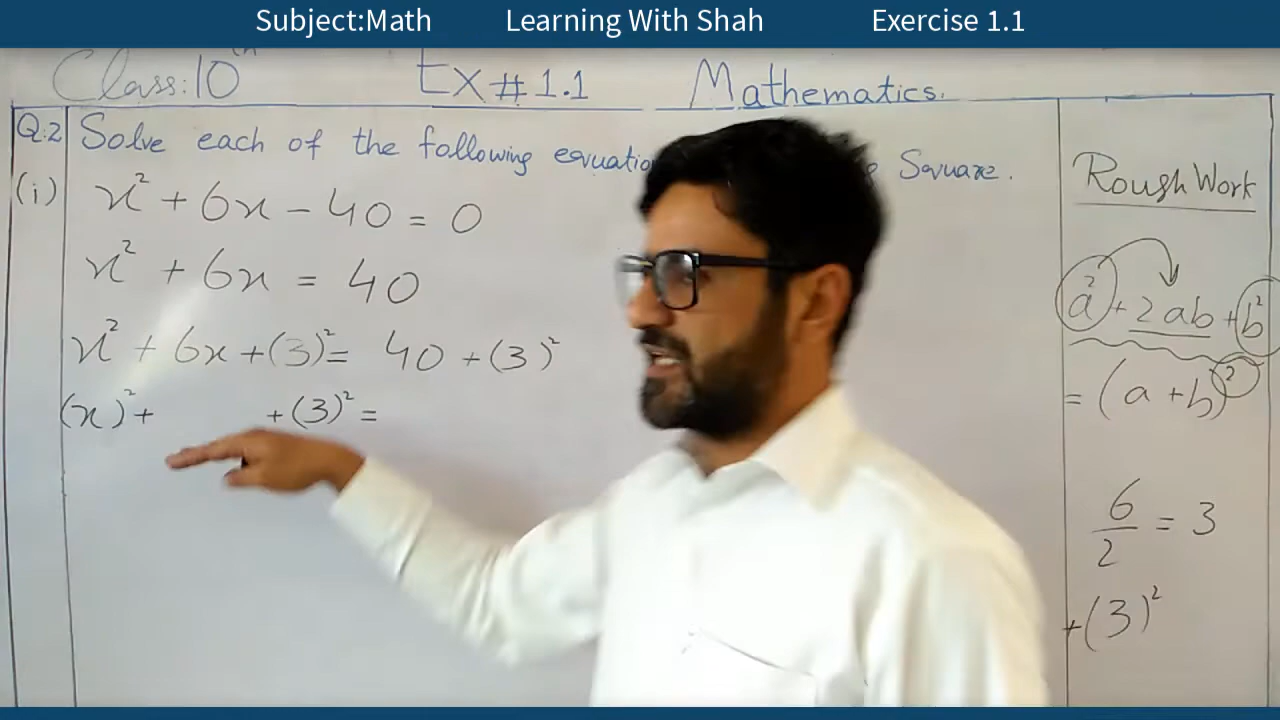 Subject:Math Learning With Shah Exercise 1.1
Class:10th Ex # 1.1 Mathematics.
Q.2 Solve each of the following equatio Square.
(i) x² + 6x - 40 = 0
x² + 6x = 40
x² + 6x + (3)² = 40 + (3)²
(x)² + + (3)² =
Rough Work
a² + 2ab + b²
= (a + b)²
6/2 = 3
+(3)²